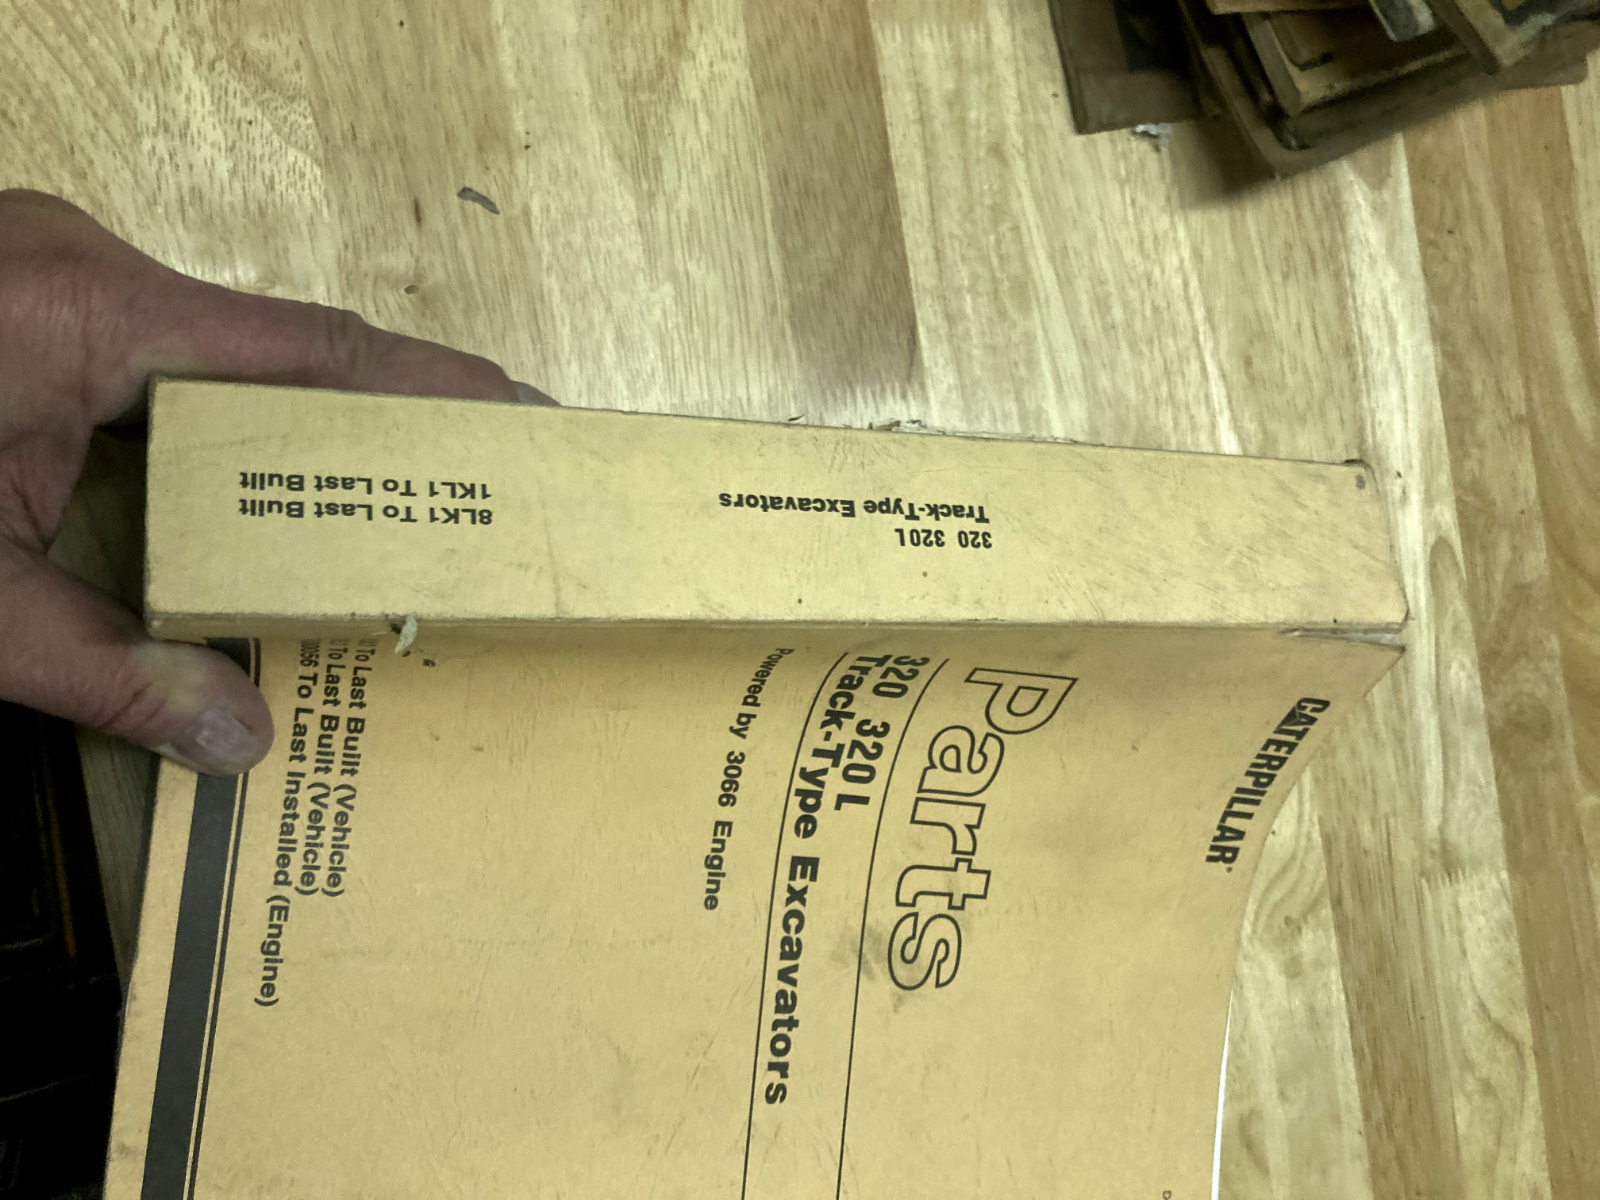 320 320L
Track-Type Excavators
8LK1 To Last Built
1KL1 To Last Built
CATERPILLAR
Parts
320 320L
Track-Type Excavators
Powered by 3066 Engine
To Last Built (Vehicle)
To Last Built (Vehicle)
To Last Installed (Engine)